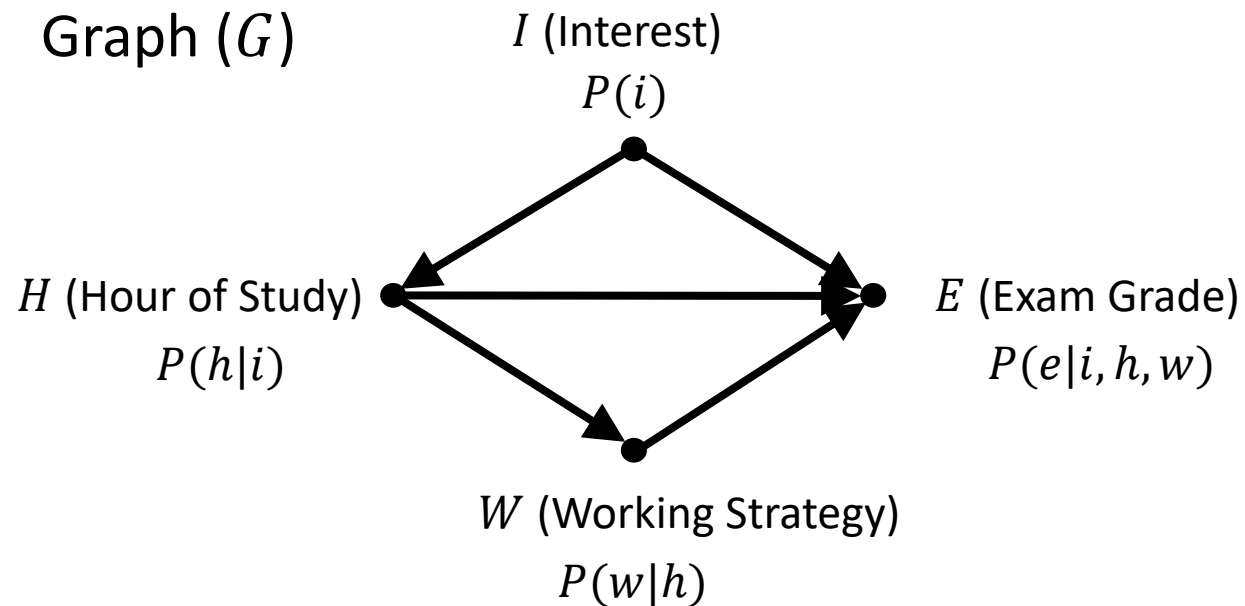 Graph (G)
I (Interest)
P(i)
H (Hour of Study)
P(h|i)
E (Exam Grade)
P(e|i, h, w)
W (Working Strategy)
P(w|h)